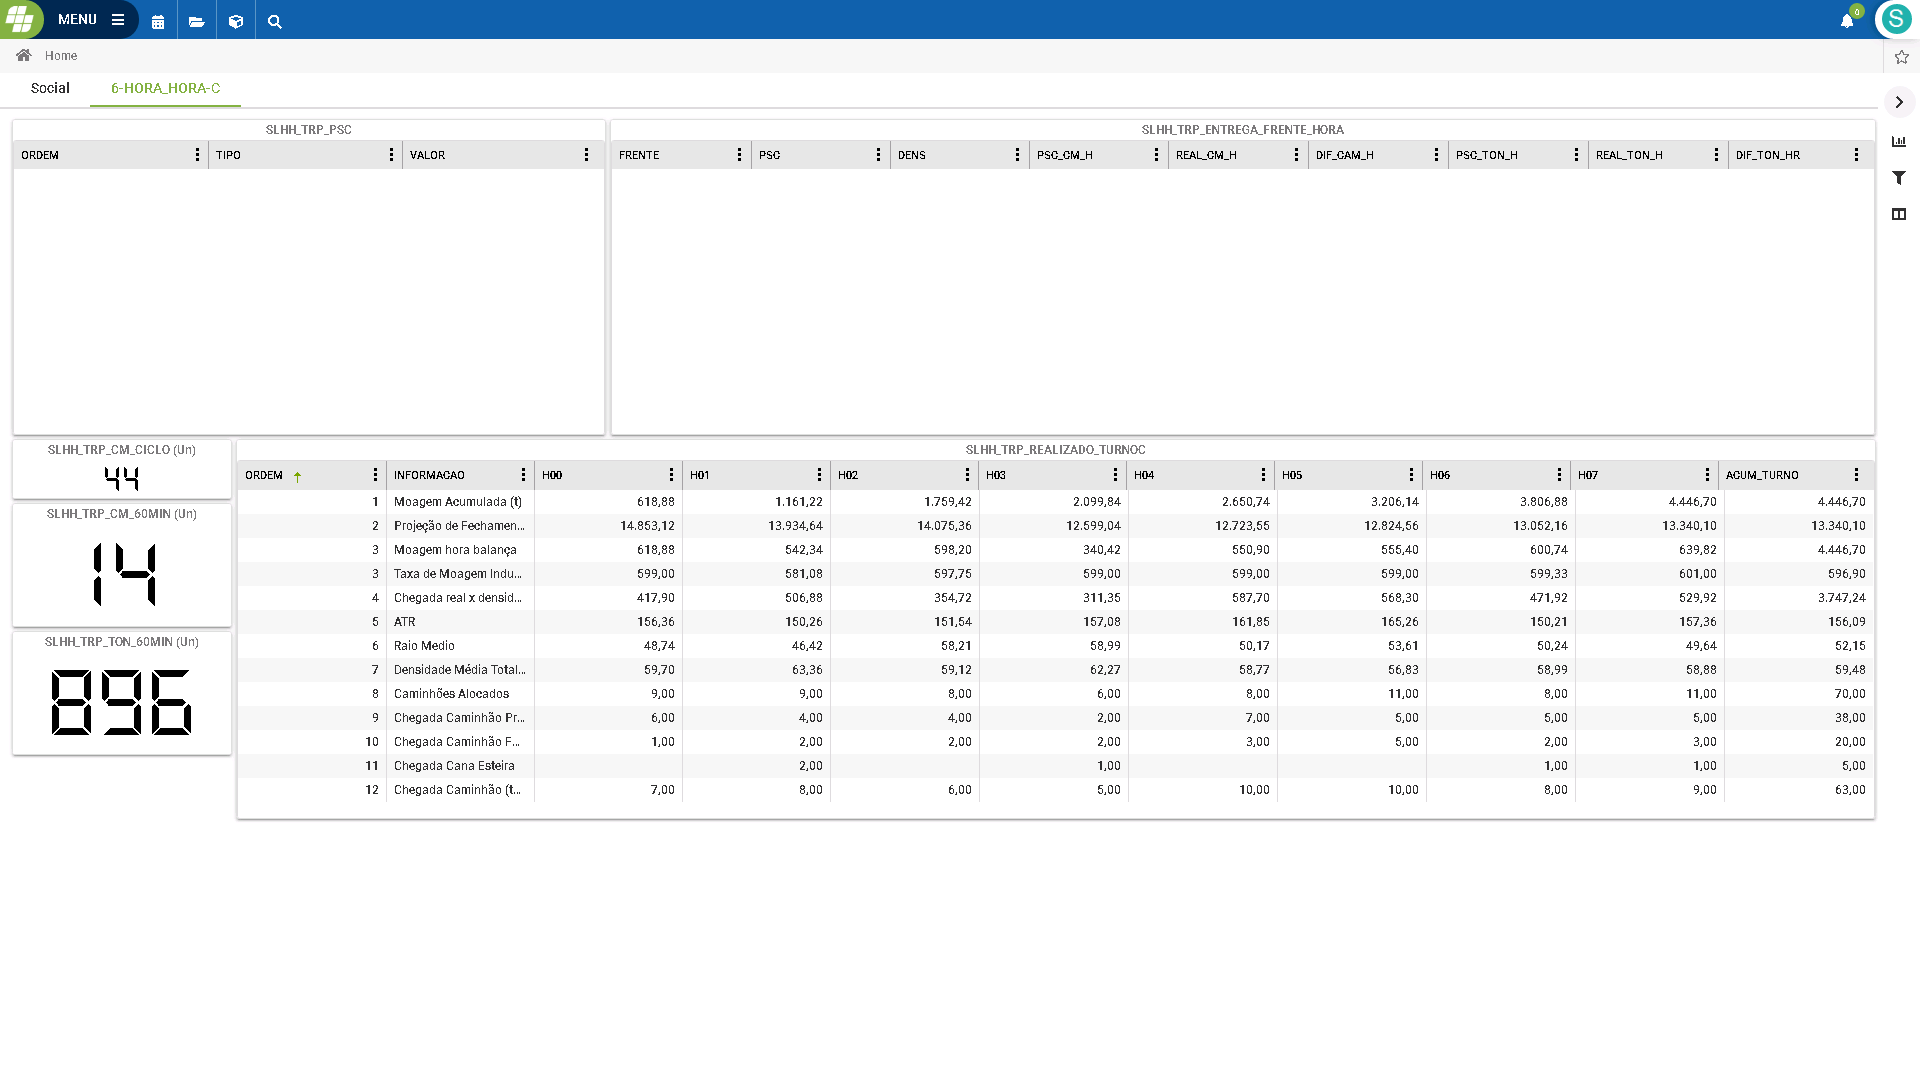 MENU
0
S
Home
Social 6-HORA_HORA-C
SLHH_TRP_PSC
ORDEM TIPO VALOR
SLHH_TRP_ENTREGA_FRENTE_HORA
FRENTE PSC DENS PSC_CM_H REAL_CM_H DIF_CAM_H PSC_TON_H REAL_TON_H DIF_TON_HR
SLHH_TRP_CM_CICLO (Un)
44
SLHH_TRP_CM_60MIN (Un)
14
SLHH_TRP_TON_60MIN (Un)
896
SLHH_TRP_REALIZADO_TURNOC
ORDEM INFORMACAO H00 H01 H02 H03 H04 H05 H06 H07 ACUM_TURNO
1 Moagem Acumulada (t) 618,88 1.161,22 1.759,42 2.099,84 2.650,74 3.206,14 3.806,88 4.446,70 4.446,70
2 Projeção de Fechamen... 14.853,12 13.934,64 14.075,36 12.599,04 12.723,55 12.824,56 13.052,16 13.340,10 13.340,10
3 Moagem hora balança 618,88 542,34 598,20 340,42 550,90 555,40 600,74 639,82 4.446,70
3 Taxa de Moagem Indu... 599,00 581,08 597,75 599,00 599,00 599,00 599,33 601,00 596,90
4 Chegada real x densid... 417,90 506,88 354,72 311,35 587,70 568,30 471,92 529,92 3.747,24
5 ATR 156,36 150,26 151,54 157,08 161,85 165,26 150,21 157,36 156,09
6 Raio Medio 48,74 46,42 58,21 58,99 50,17 53,61 50,24 49,64 52,15
7 Densidade Média Total... 59,70 63,36 59,12 62,27 58,77 56,83 58,99 58,88 59,48
8 Caminhões Alocados 9,00 9,00 8,00 6,00 8,00 11,00 8,00 11,00 70,00
9 Chegada Caminhão Pr... 6,00 4,00 4,00 2,00 7,00 5,00 5,00 5,00 38,00
10 Chegada Caminhão F... 1,00 2,00 2,00 2,00 3,00 5,00 2,00 3,00 20,00
11 Chegada Cana Esteira 2,00 1,00 1,00 1,00 5,00
12 Chegada Caminhão (t... 7,00 8,00 6,00 5,00 10,00 10,00 8,00 9,00 63,00